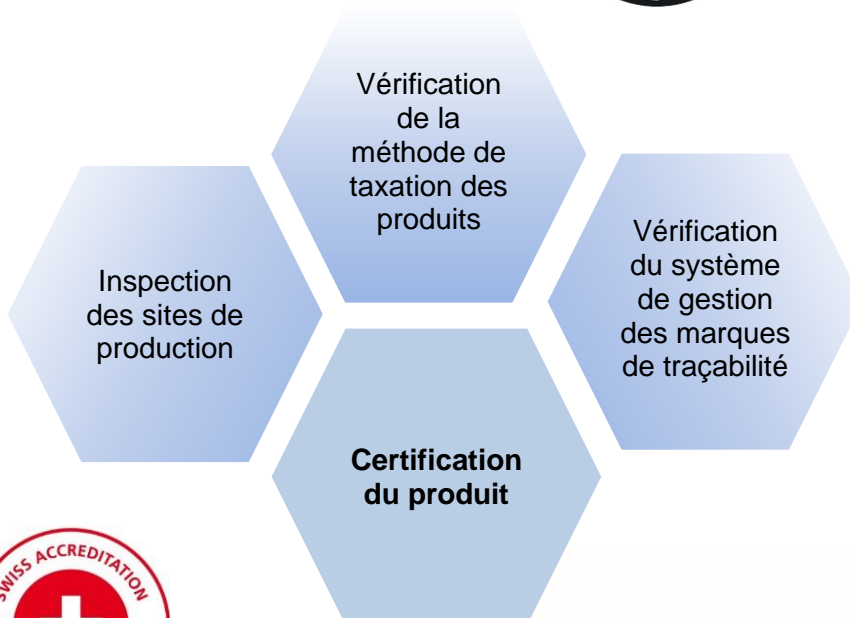 Vérification
de la
méthode de
taxation des
produits
Inspection
des sites de
production
Vérification
du système
de gestion
des marques
de traçabilité
Certification
du produit
SWISS ACCREDITATION